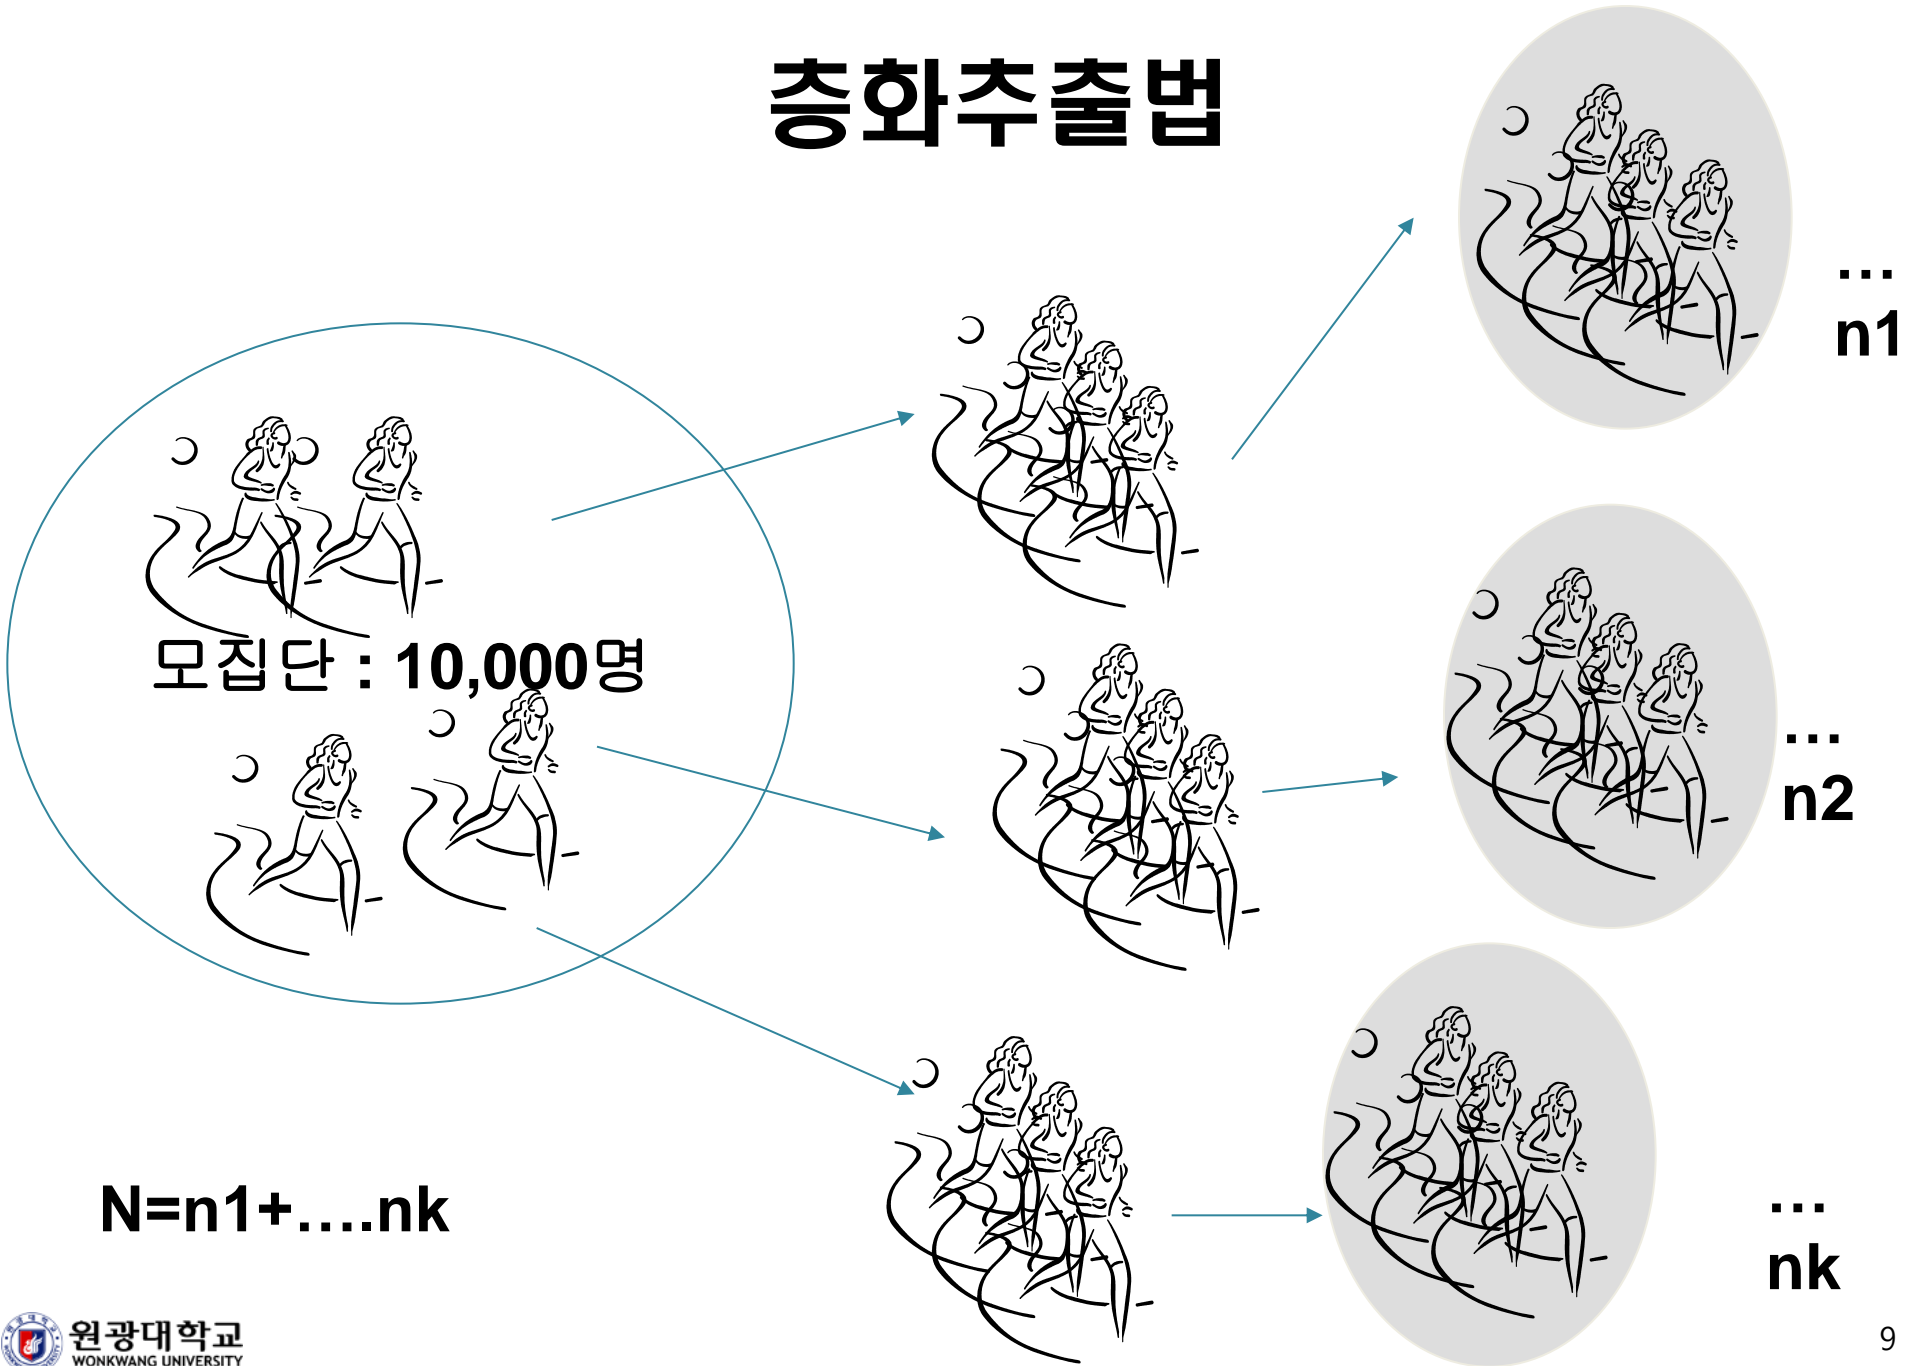 층화추출법
…
n1
모집단 : 10,000명
…
n2
N=n1+….nk
…
nk
원광대학교
WONKWANG UNIVERSITY
9